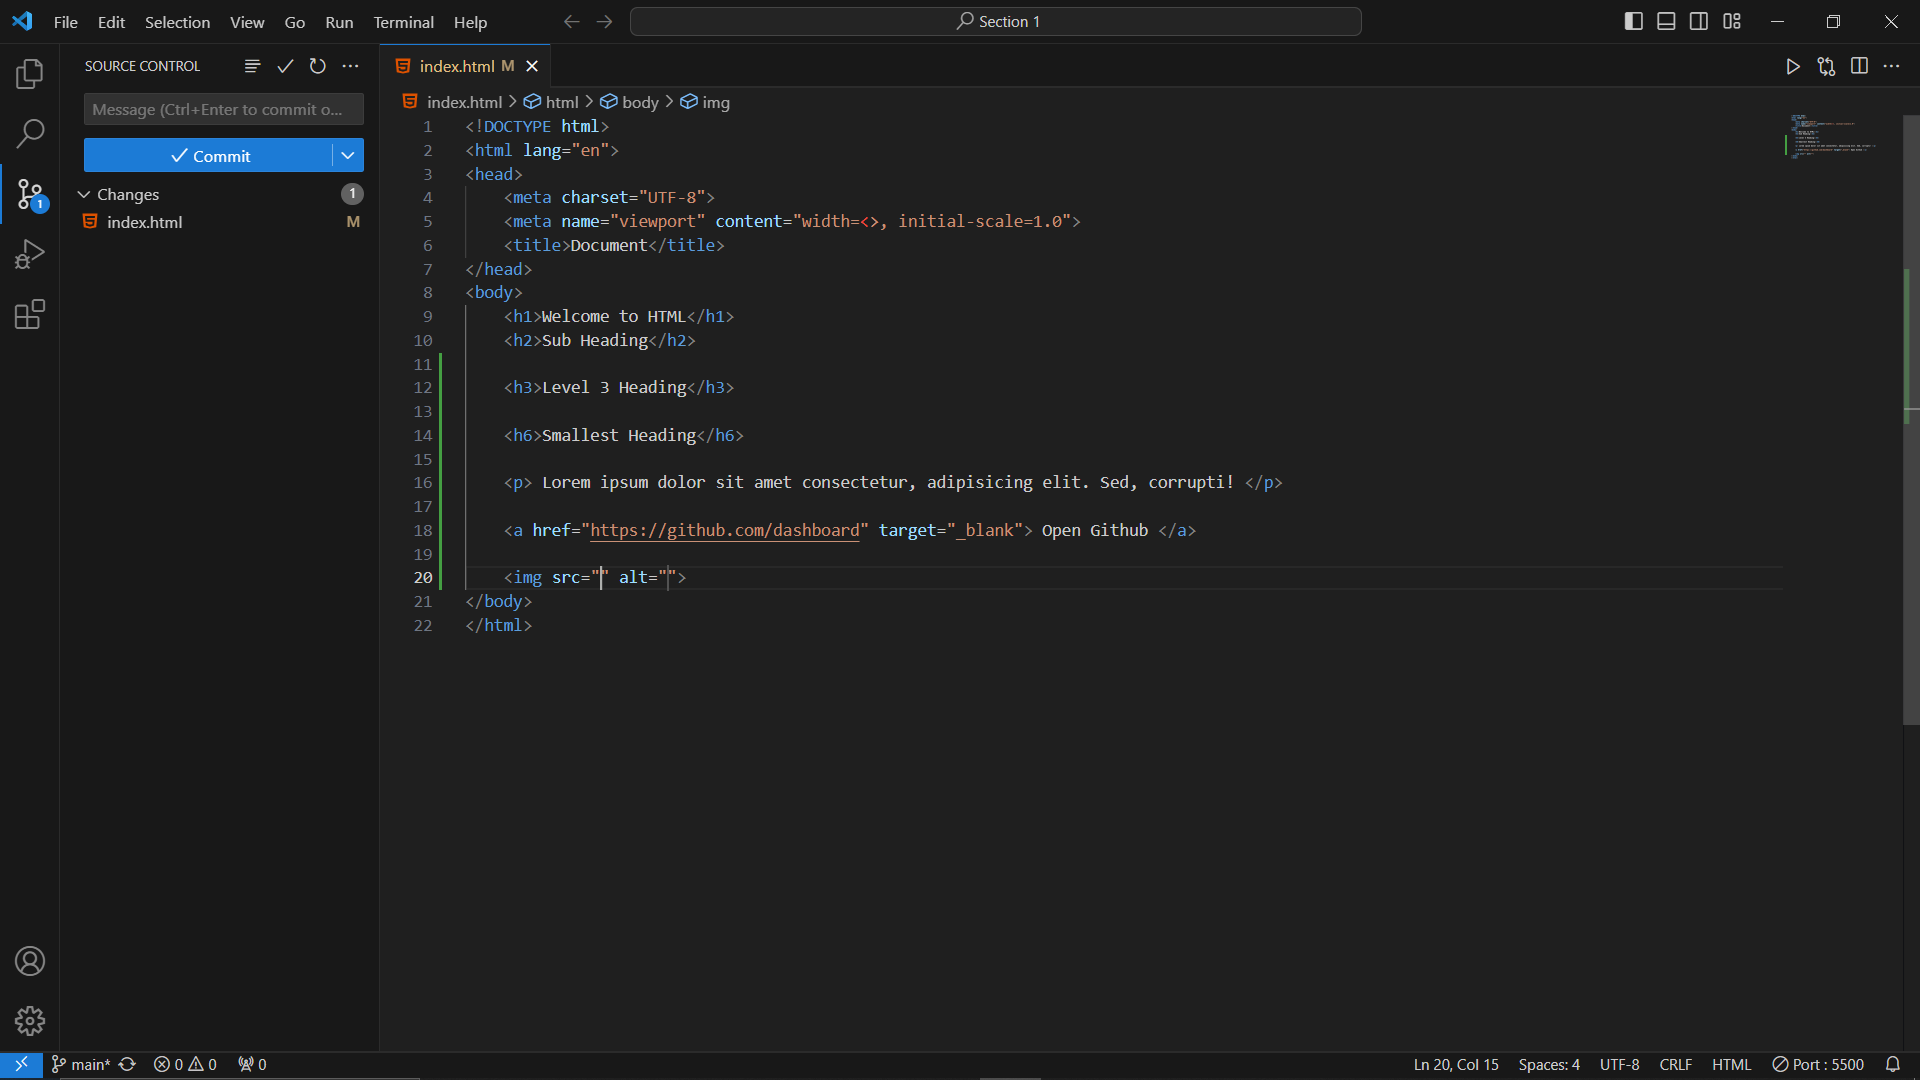 File Edit Selection View Go Run Terminal Help
Section 1
SOURCE CONTROL
Message (Ctrl+Enter to commit o...
Commit
Changes 1
index.html M
1
index.html M
index.html > html > body > img
1 <!DOCTYPE html>
2 <html lang="en">
3 <head>
4     <meta charset="UTF-8">
5     <meta name="viewport" content="width=<>, initial-scale=1.0">
6     <title>Document</title>
7 </head>
8 <body>
9     <h1>Welcome to HTML</h1>
10     <h2>Sub Heading</h2>
11
12     <h3>Level 3 Heading</h3>
13
14     <h6>Smallest Heading</h6>
15
16     <p> Lorem ipsum dolor sit amet consectetur, adipisicing elit. Sed, corrupti! </p>
17
18     <a href="https://github.com/dashboard" target="_blank"> Open Github </a>
19
20     <img src="" alt="">
21 </body>
22 </html>
main* 0 0 0
Ln 20, Col 15 Spaces: 4 UTF-8 CRLF HTML Port : 5500